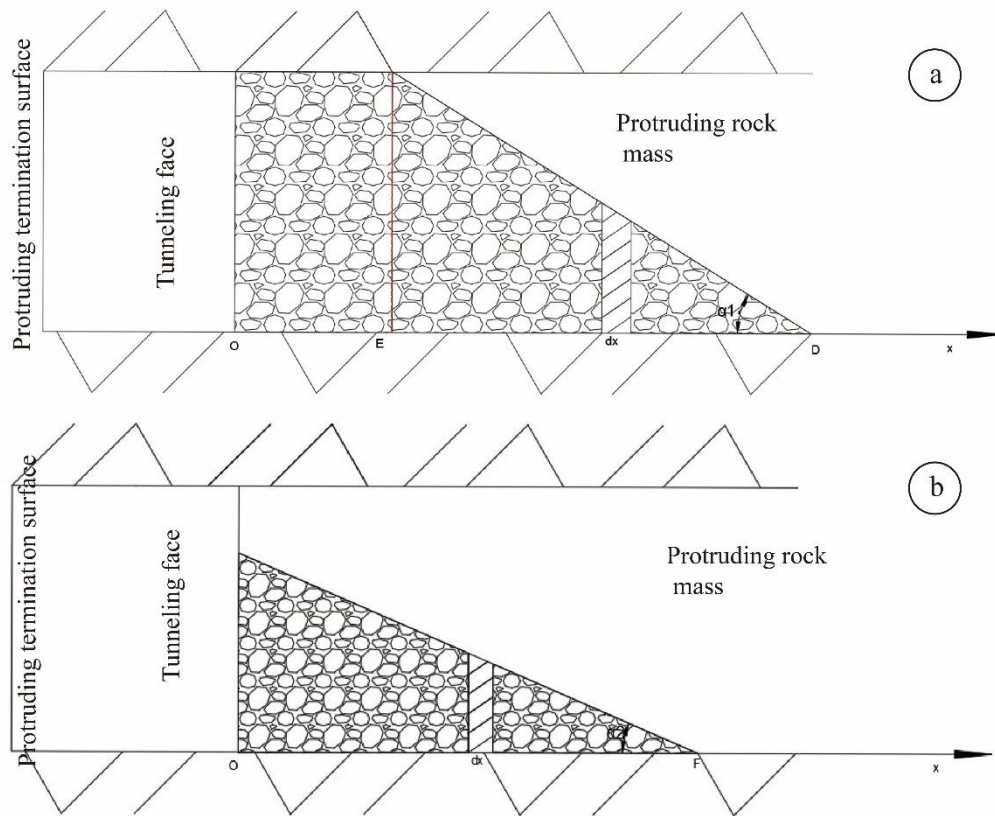 Protruding termination surface
Tunneling face
Protruding rock
mass
a
α1
O
E
dx
D
x
Protruding termination surface
Tunneling face
Protruding rock
mass
b
α2
O
dx
F
x